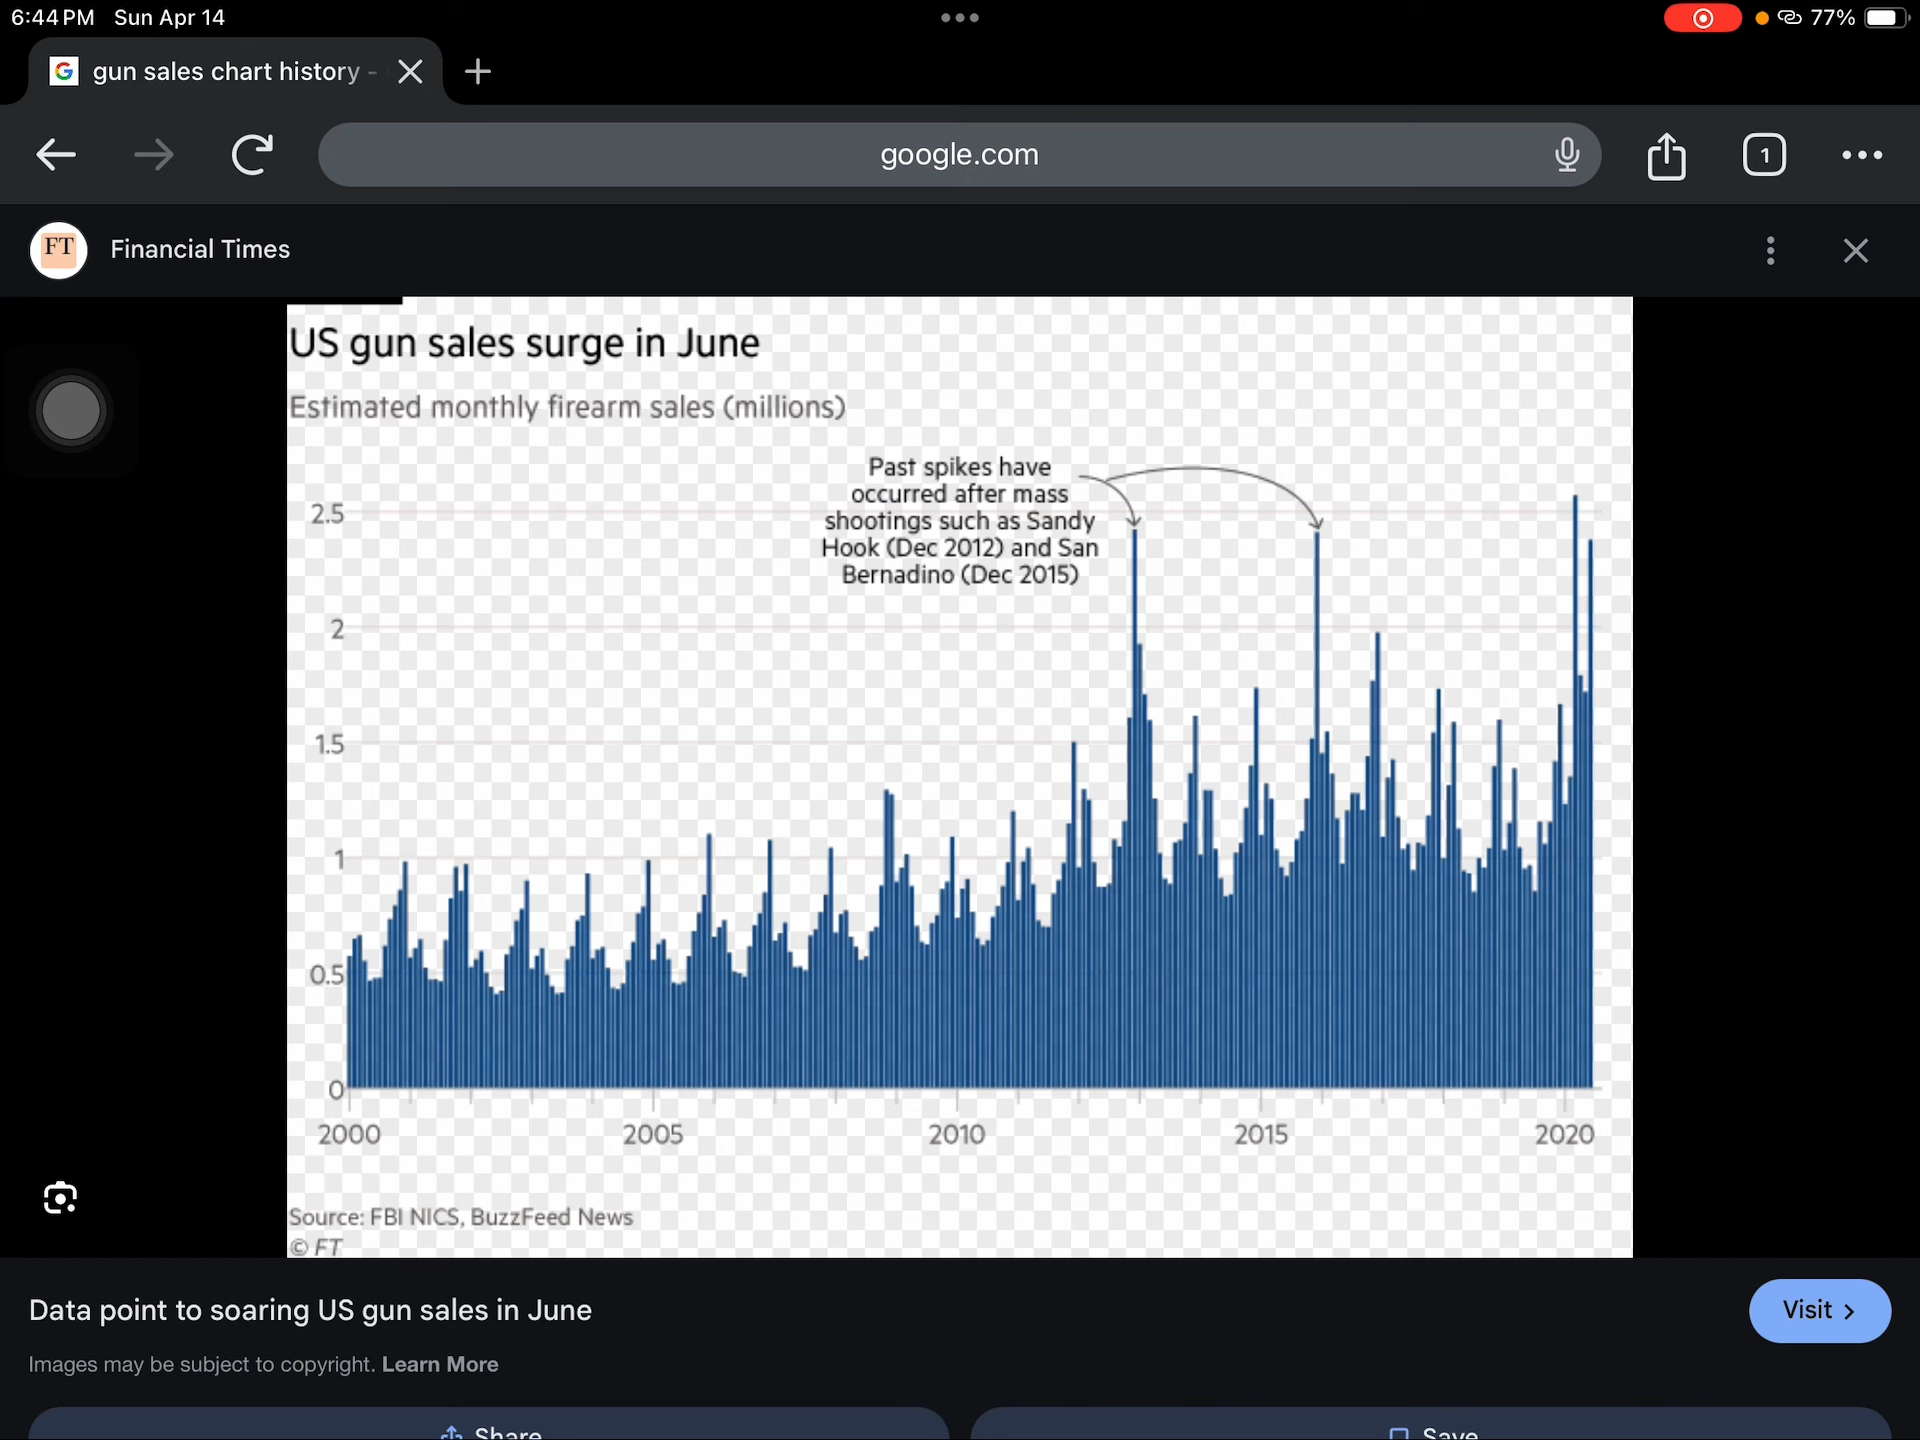 6:44 PM Sun Apr 14
77%
gun sales chart history -
google.com
1
FT
Financial Times
US gun sales surge in June
Estimated monthly firearm sales (millions)
Past spikes have
occurred after mass
shootings such as Sandy
Hook (Dec 2012) and San
Bernadino (Dec 2015)
2.5
2
1.5
1
0.5
0
2000 2005 2010 2015 2020
Source: FBI NICS, BuzzFeed News
© FT
Data point to soaring US gun sales in June
Visit
Images may be subject to copyright. Learn More
Share
Save